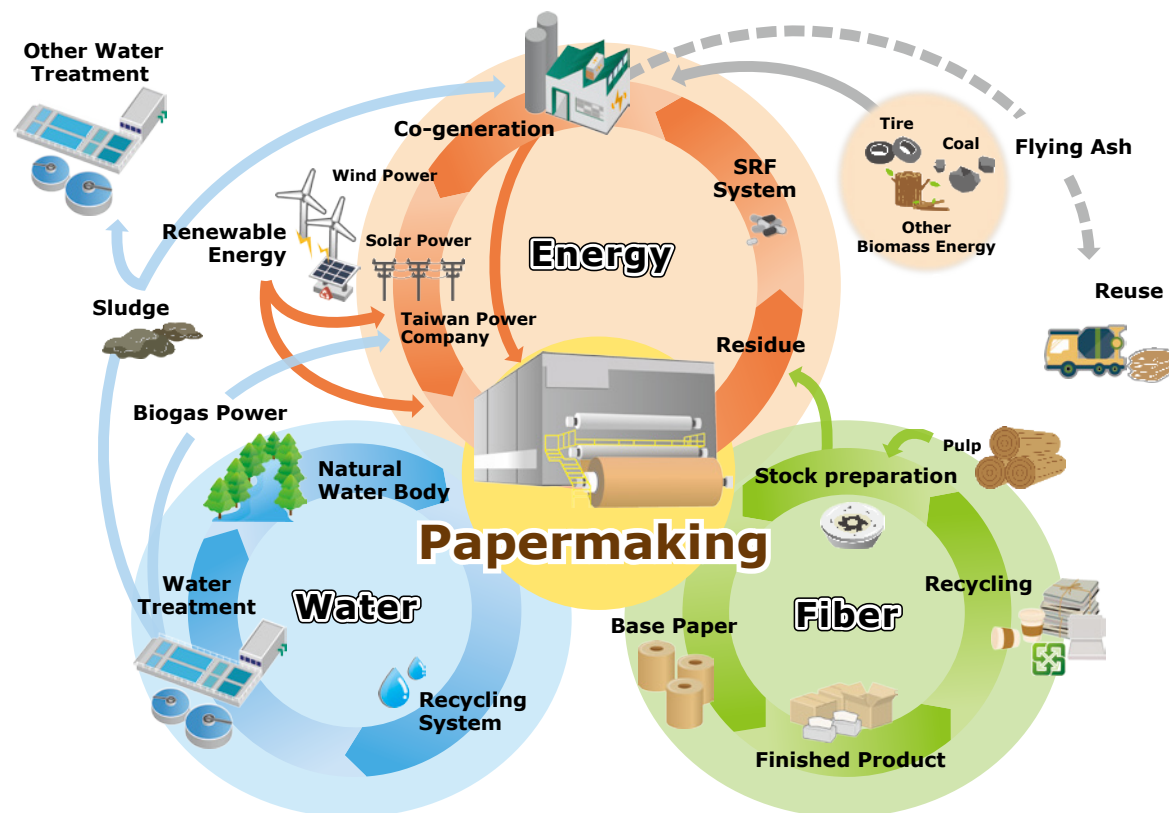 Other Water
Treatment
Co-generation
Tire
Coal
Other
Biomass Energy
Flying Ash
Reuse
SRF
System
Wind Power
Renewable
Energy
Solar Power
Energy
Taiwan Power
Company
Residue
Sludge
Biogas Power
Natural
Water Body
Papermaking
Water
Treatment
Water
Recycling
System
Pulp
Stock preparation
Recycling
Fiber
Base Paper
Finished Product